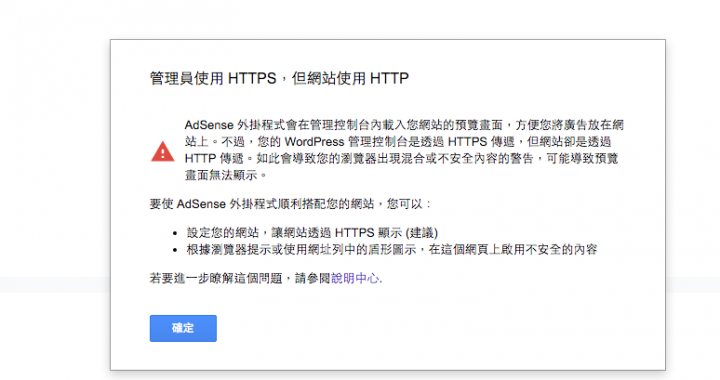 管理員使用 HTTPS，但網站使用 HTTP
AdSense 外掛程式會在管理控制台內載入您網站的預覽畫面，方便您將廣告放在網
站上。不過，您的 WordPress 管理控制台是透過 HTTPS 傳遞，但網站卻是透過
HTTP 傳遞。如此會導致您的瀏覽器出現混合或不安全內容的警告，可能導致預覽
畫面無法顯示。
要使 AdSense 外掛程式順利搭配您的網站，您可以：
• 設定您的網站，讓網站透過 HTTPS 顯示 (建議)
• 根據瀏覽器提示或使用網址列中的盾形圖示，在這個網頁上啟用不安全的內容
若要進一步瞭解這個問題，請參閱說明中心.
確定